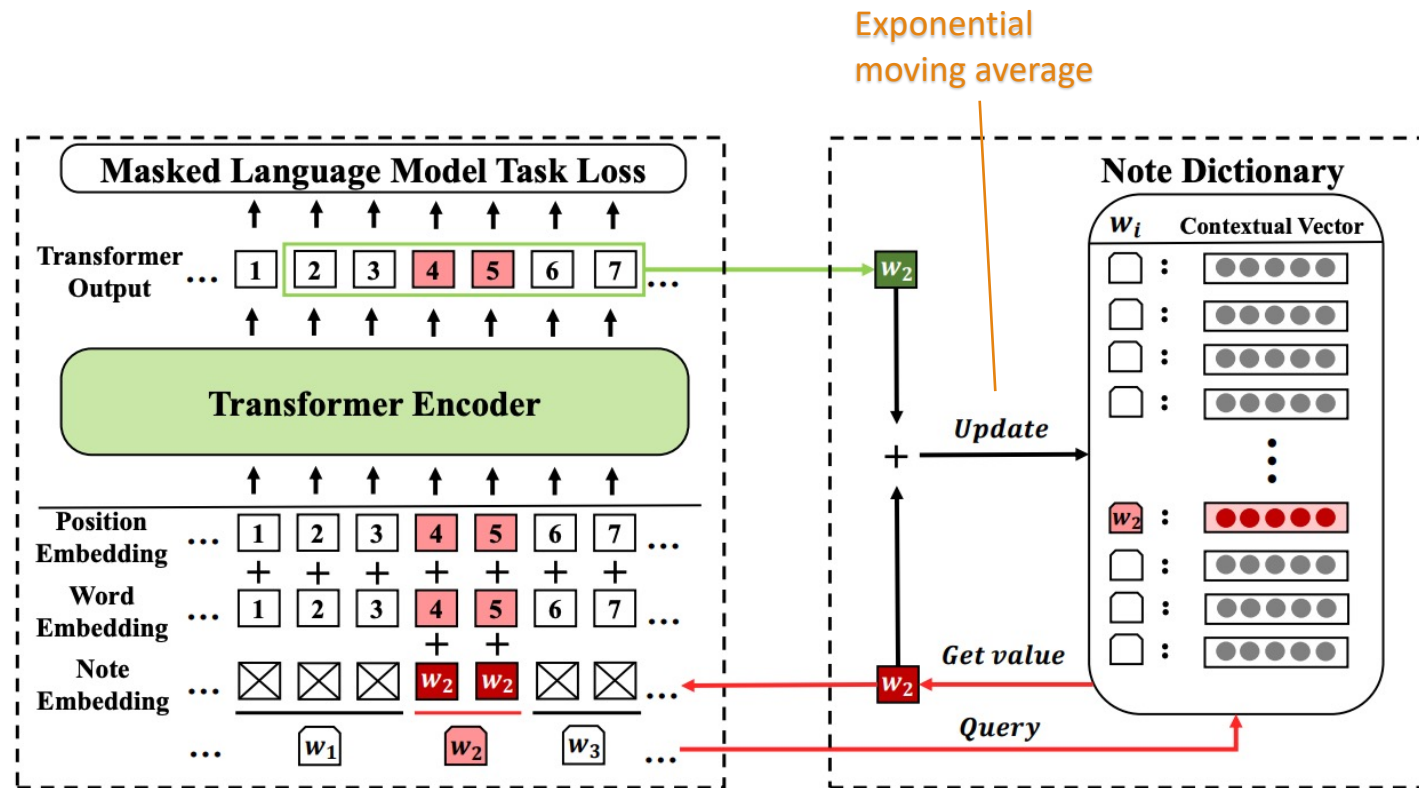 Exponential
moving average
Masked Language Model Task Loss
Note Dictionary
w_i Contextual Vector
Transformer
Output
... 1 2 3 4 5 6 7 ...
w_2
:
:
:
:
Transformer Encoder
Update
+
Position
Embedding
... 1 2 3 4 5 6 7 ...
w_2 :
+ + + + + + +
:
Word
Embedding
... 1 2 3 4 5 6 7 ...
:
+ +
:
Note
Embedding
... w_2 w_2 ...
w_2
Get value
Query
... w_1 w_2 w_3 ...